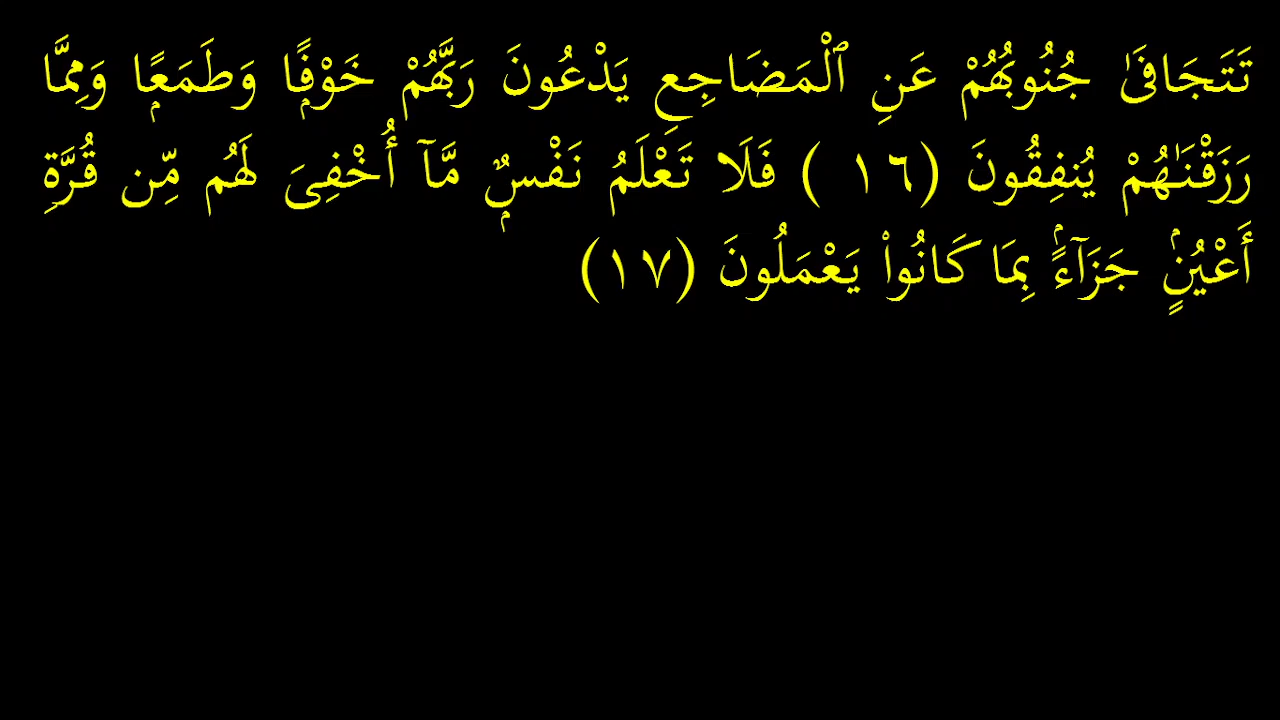 تَتَجَافَىٰ جُنُوبُهُمْ عَنِ ٱلْمَضَاجِعِ يَدْعُونَ رَبَّهُمْ خَوْفًۭا وَطَمَعًۭا وَمِمَّا
رَزَقْنَـٰهُمْ يُنفِقُونَ (١٦ ) فَلَا تَعْلَمُ نَفْسٌۭ مَّآ أُخْفِىَ لَهُم مِّن قُرَّةِ
أَعْيُنٍۢ جَزَآءًۢ بِمَا كَانُوا۟ يَعْمَلُونَ (١٧)